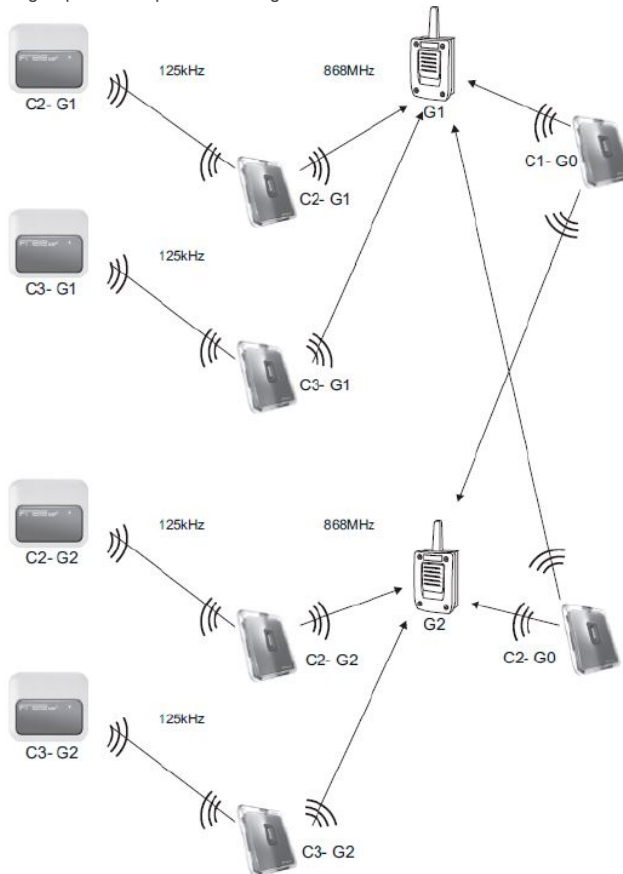 125kHz
868MHz
C2- G1
G1
C1- G0
C2- G1
125kHz
C3- G1
C3- G1
125kHz
868MHz
C2- G2
G2
C2- G2
C2- G0
125kHz
C3- G2
C3- G2